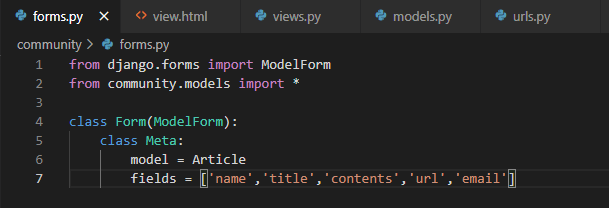 forms.py × view.html views.py models.py urls.py
community > forms.py
1 from django.forms import ModelForm
2 from community.models import *
3
4 class Form(ModelForm):
5 class Meta:
6 model = Article
7 fields = ['name','title','contents','url','email']